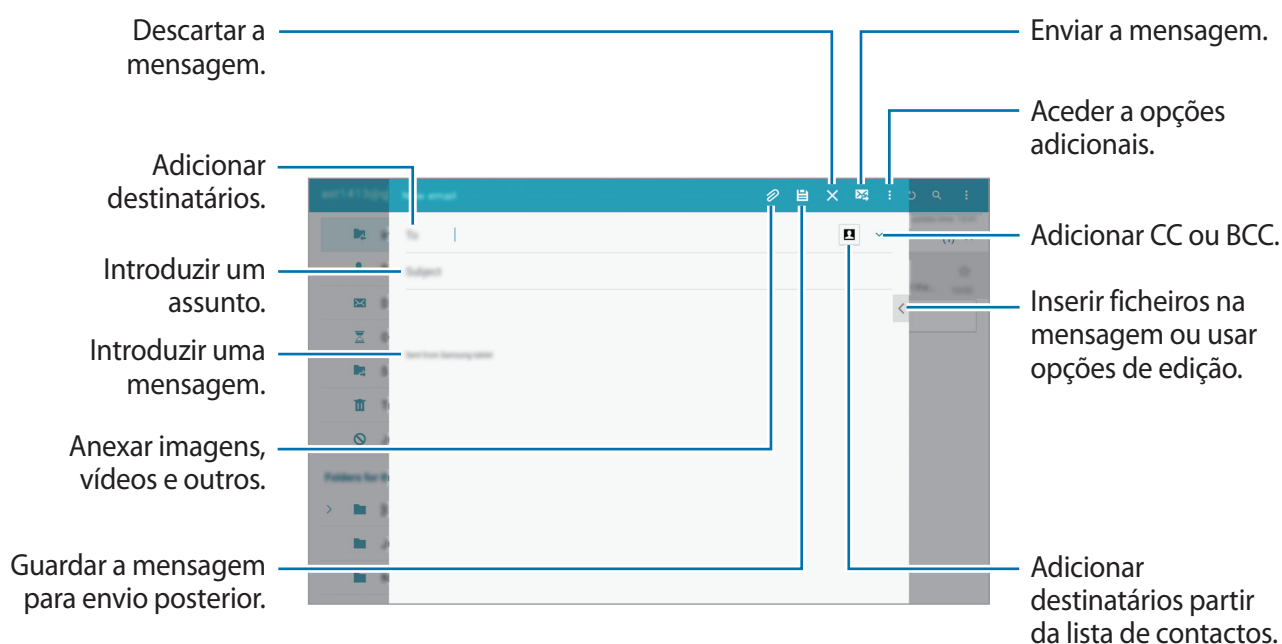 Descartar a
mensagem.
Adicionar
destinatários.
Introduzir um
assunto.
Introduzir uma
mensagem.
Anexar imagens,
vídeos e outros.
Guardar a mensagem
para envio posterior.
New email
To
Subject
Sent from Samsung tablet
Enviar a mensagem.
Aceder a opções
adicionais.
Adicionar CC ou BCC.
Inserir ficheiros na
mensagem ou usar
opções de edição.
Adicionar
destinatários partir
da lista de contactos.